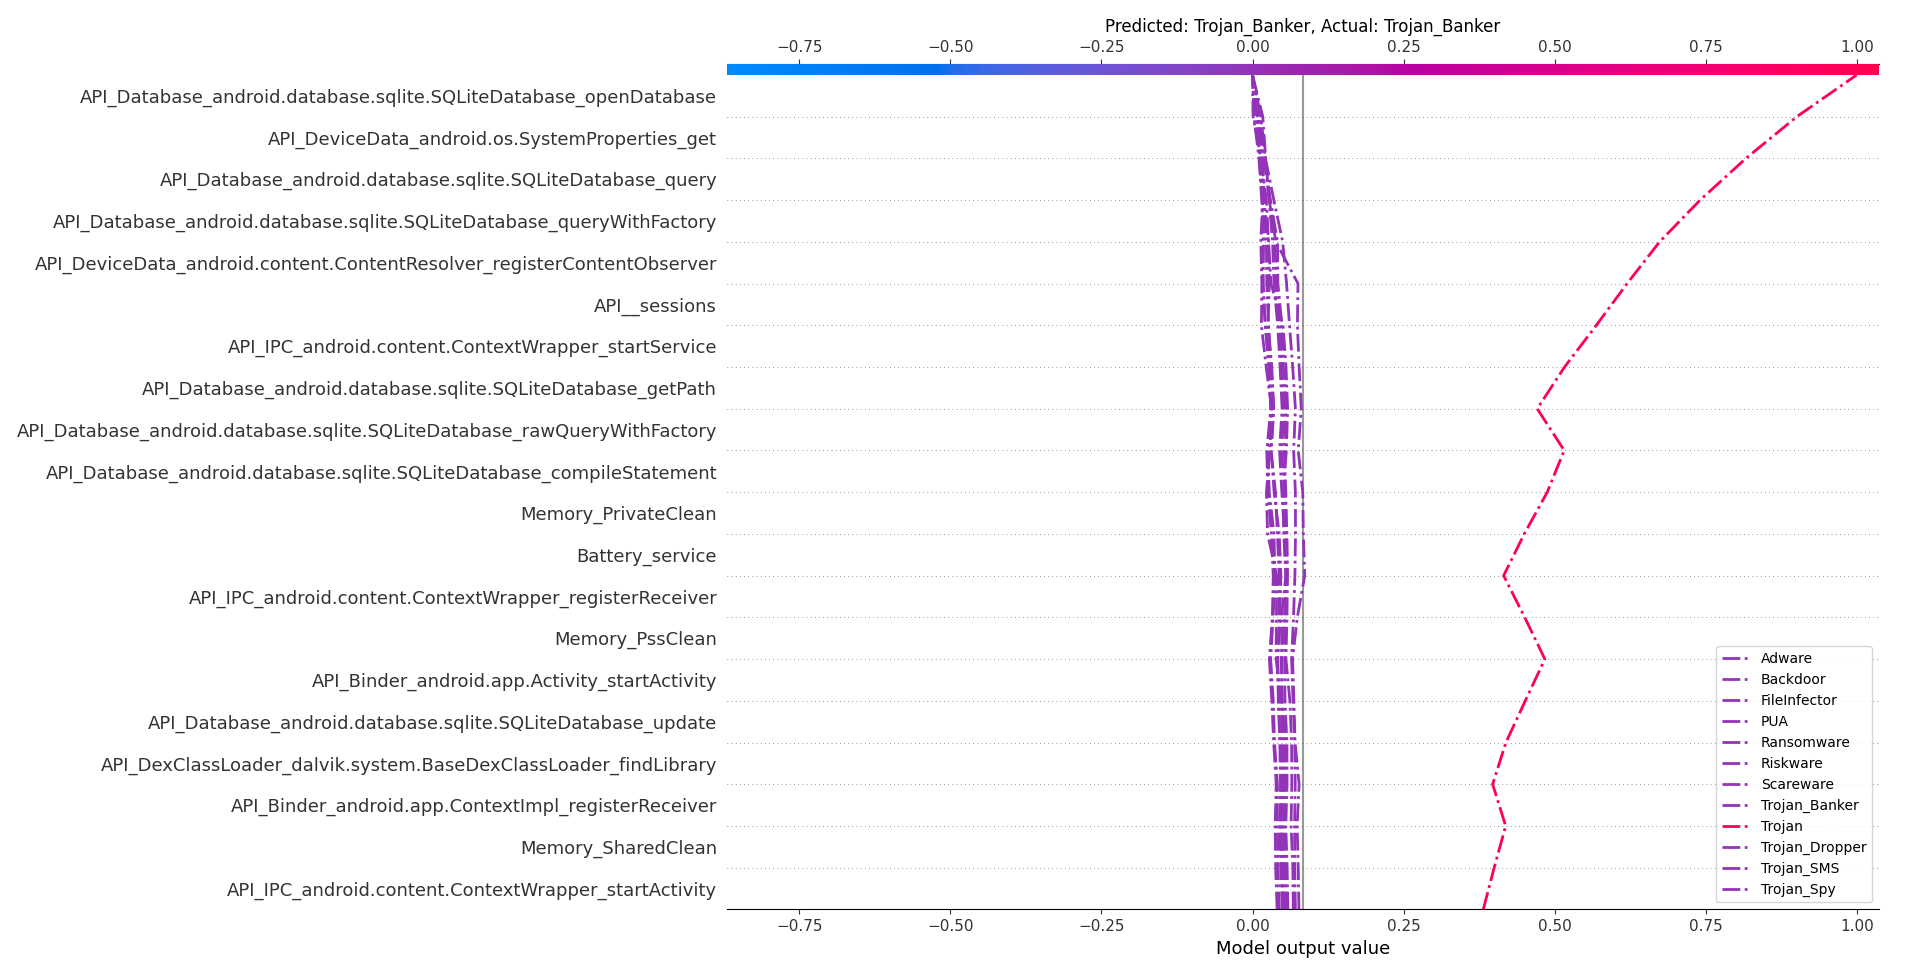 Predicted: Trojan_Banker, Actual: Trojan_Banker
−0.75 −0.50 −0.25 0.00 0.25 0.50 0.75 1.00
API_Database_android.database.sqlite.SQLiteDatabase_openDatabase
API_DeviceData_android.os.SystemProperties_get
API_Database_android.database.sqlite.SQLiteDatabase_query
API_Database_android.database.sqlite.SQLiteDatabase_queryWithFactory
API_DeviceData_android.content.ContentResolver_registerContentObserver
API__sessions
API_IPC_android.content.ContextWrapper_startService
API_Database_android.database.sqlite.SQLiteDatabase_getPath
API_Database_android.database.sqlite.SQLiteDatabase_rawQueryWithFactory
API_Database_android.database.sqlite.SQLiteDatabase_compileStatement
Memory_PrivateClean
Battery_service
API_IPC_android.content.ContextWrapper_registerReceiver
Memory_PssClean
API_Binder_android.app.Activity_startActivity
API_Database_android.database.sqlite.SQLiteDatabase_update
API_DexClassLoader_dalvik.system.BaseDexClassLoader_findLibrary
API_Binder_android.app.ContextImpl_registerReceiver
Memory_SharedClean
API_IPC_android.content.ContextWrapper_startActivity
Adware
Backdoor
FileInfector
PUA
Ransomware
Riskware
Scareware
Trojan_Banker
Trojan
Trojan_Dropper
Trojan_SMS
Trojan_Spy
−0.75 −0.50 −0.25 0.00 0.25 0.50 0.75 1.00
Model output value